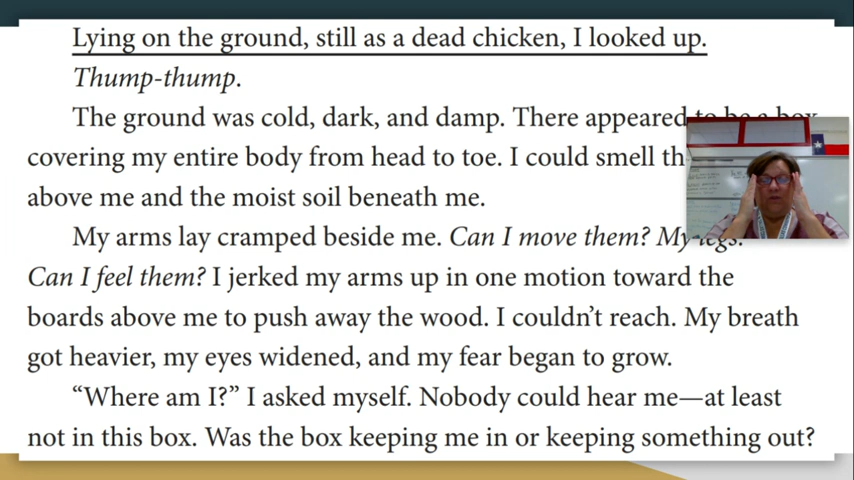 Lying on the ground, still as a dead chicken, I looked up.
Thump-thump.
The ground was cold, dark, and damp. There appeared to be a box
covering my entire body from head to toe. I could smell
above me and the moist soil beneath me.
My arms lay cramped beside me. Can I move them? My legs.
Can I feel them? I jerked my arms up in one motion toward the
boards above me to push away the wood. I couldn’t reach. My breath
got heavier, my eyes widened, and my fear began to grow.
“Where am I?” I asked myself. Nobody could hear me—at least
not in this box. Was the box keeping me in or keeping something out?